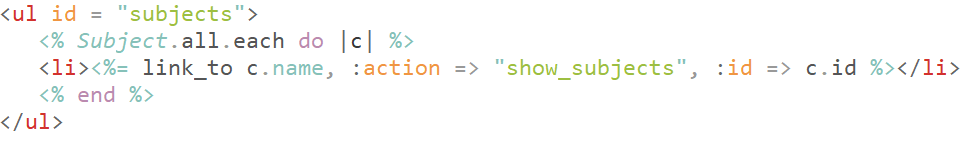 <ul id = "subjects">
   <% Subject.all.each do |c| %>
   <li><%= link_to c.name, :action => "show_subjects", :id => c.id %></li>
   <% end %>
</ul>